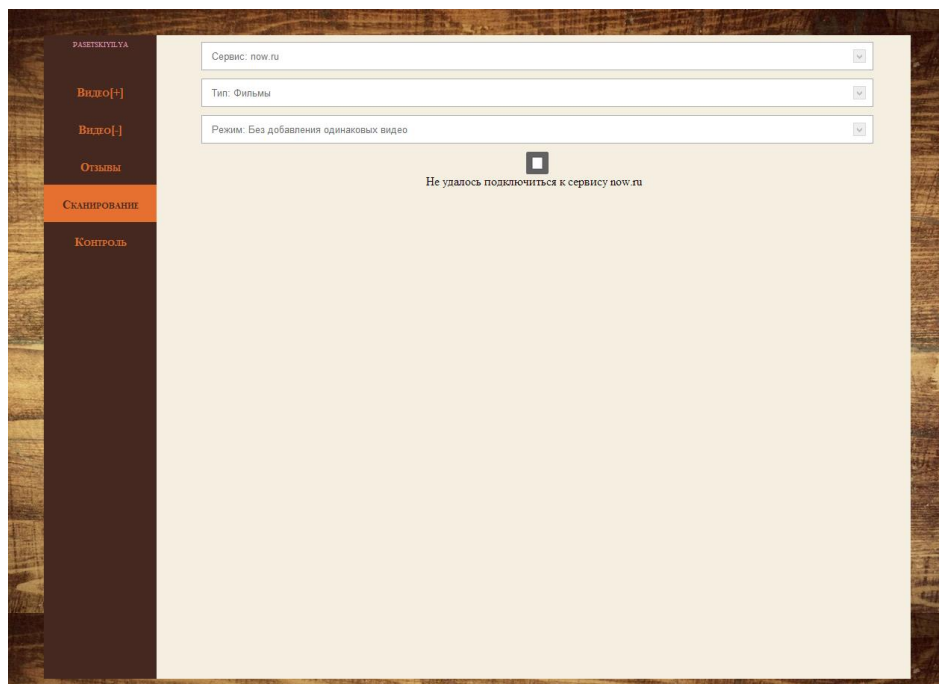 PASETSKIYILYA
Видео[+]
Видео[-]
Отзывы
Сканирование
Контроль
Сервис: now.ru
Тип: Фильмы
Режим: Без добавления одинаковых видео
Не удалось подключиться к сервису now.ru